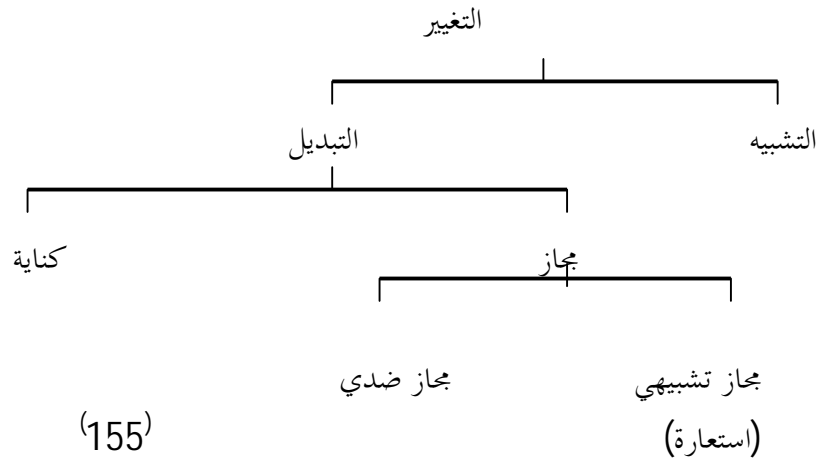 التغيير
التشبيه التبديل
مجاز كناية
مجاز تشبيهي مجاز ضدي
(استعارة) (155)